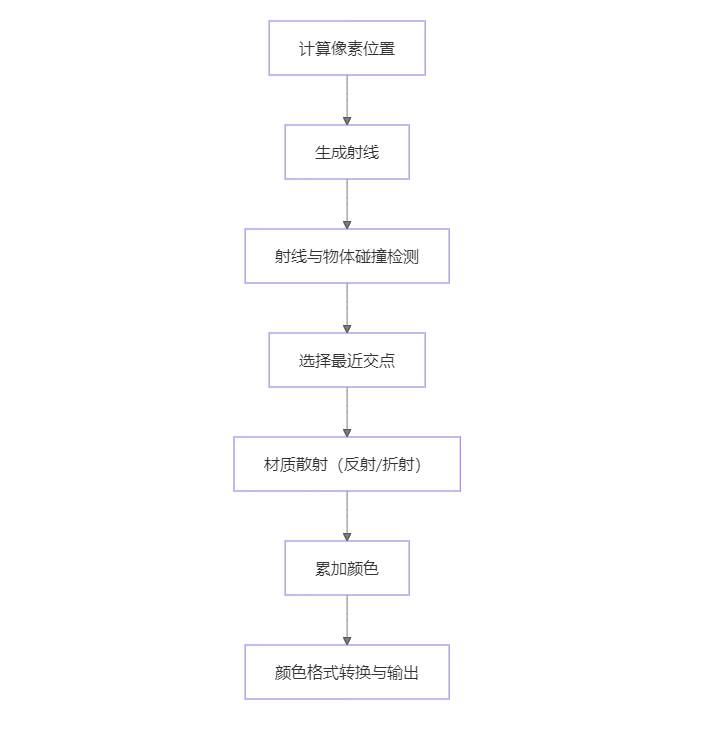 计算像素位置
生成射线
射线与物体碰撞检测
选择最近交点
材质散射（反射/折射）
累加颜色
颜色格式转换与输出